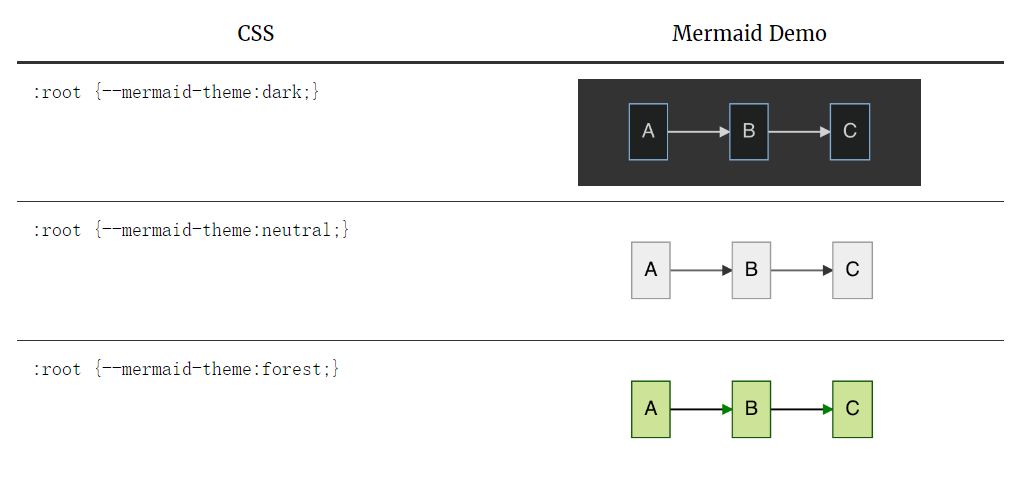 CSS Mermaid Demo
:root {--mermaid-theme:dark;}
A B C
:root {--mermaid-theme:neutral;}
A B C
:root {--mermaid-theme:forest;}
A B C